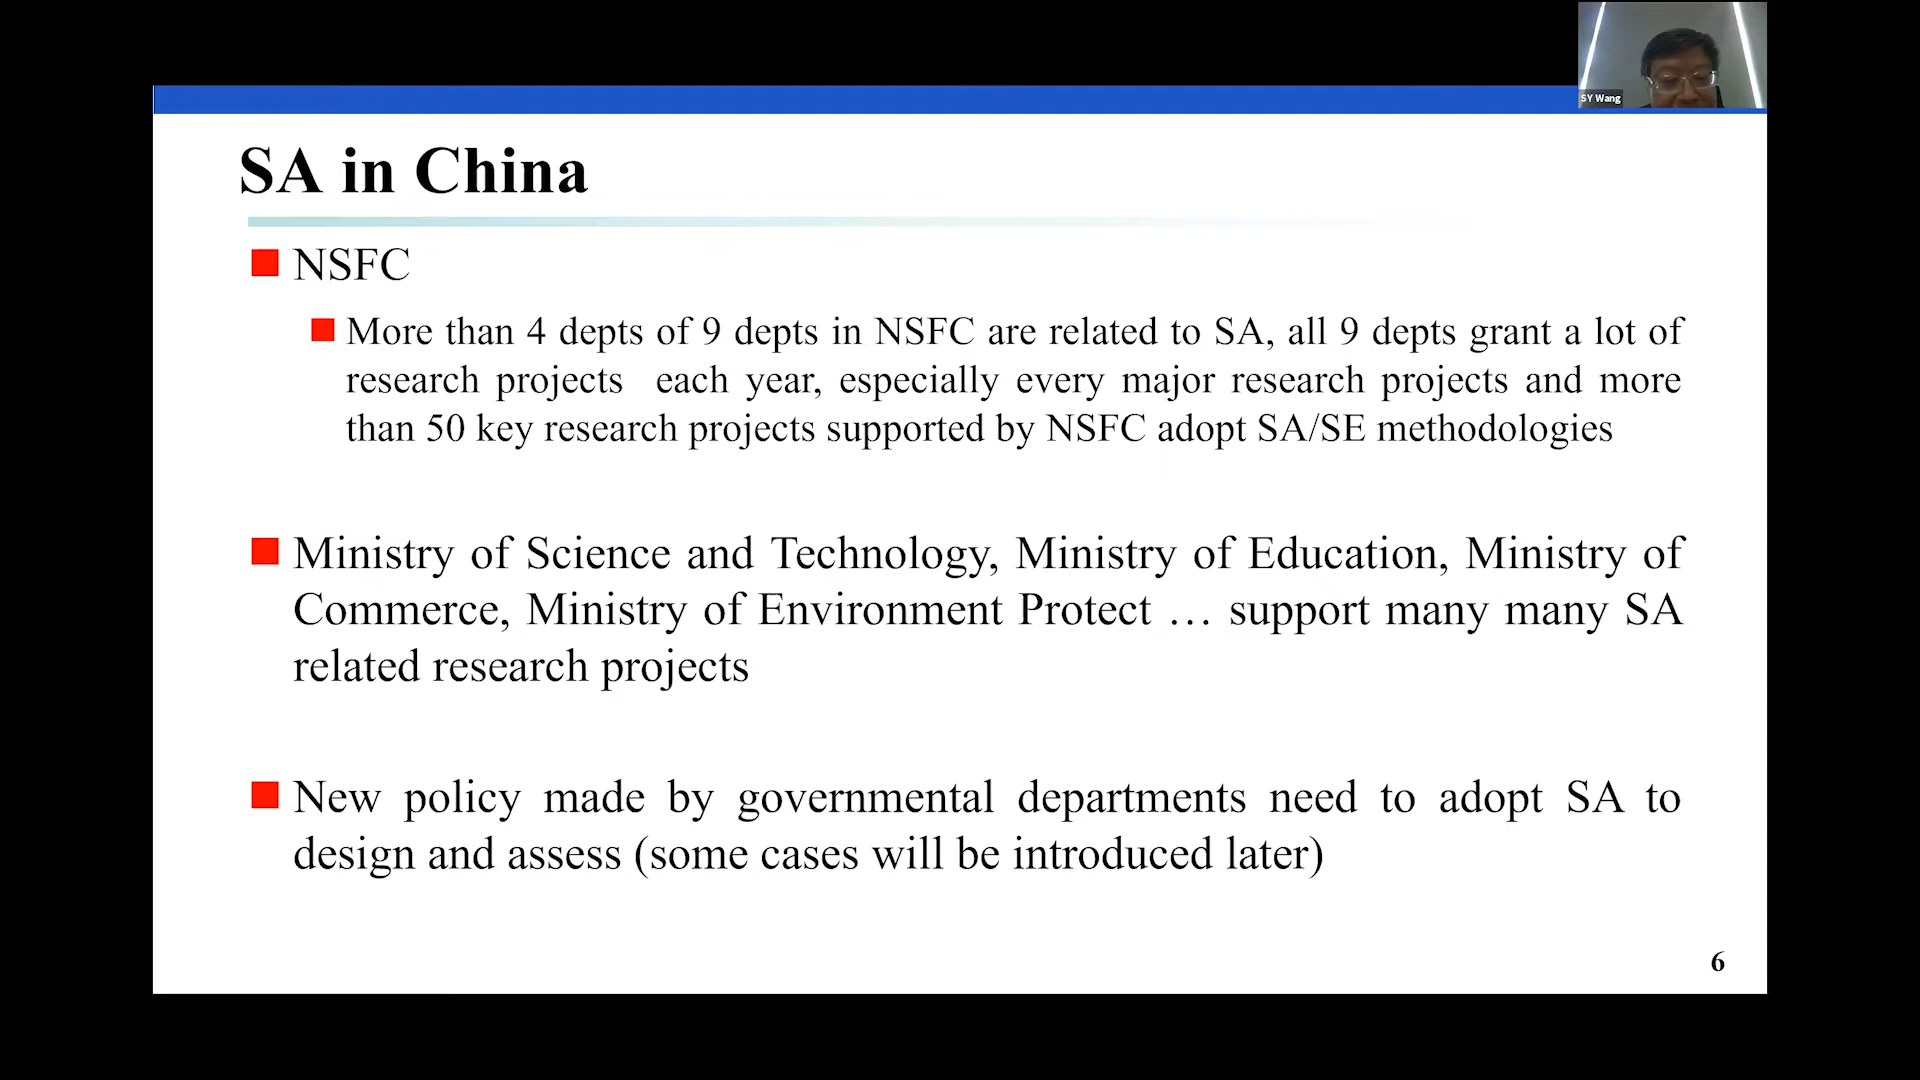 SY Wang
SA in China
NSFC
More than 4 depts of 9 depts in NSFC are related to SA, all 9 depts grant a lot of
research projects each year, especially every major research projects and more
than 50 key research projects supported by NSFC adopt SA/SE methodologies
Ministry of Science and Technology, Ministry of Education, Ministry of
Commerce, Ministry of Environment Protect … support many many SA
related research projects
New policy made by governmental departments need to adopt SA to
design and assess (some cases will be introduced later)
6